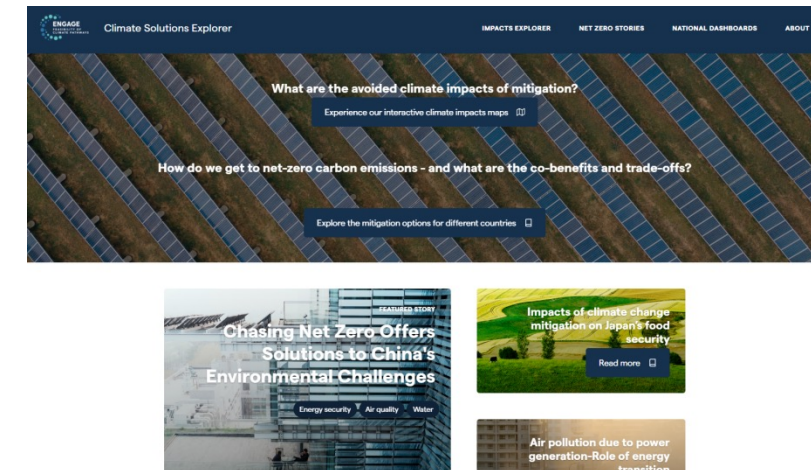 ENGAGE
Climate Solutions Explorer
IMPACTS EXPLORER
NET ZERO STORIES
NATIONAL DASHBOARDS
ABOUT
What are the avoided climate impacts of mitigation?
Experience our interactive climate impacts maps
How do we get to net-zero carbon emissions - and what are the co-benefits and trade-offs?
Explore the mitigation options for different countries
FEATURED STORY
Chasing Net Zero Offers
Solutions to China's
Environmental Challenges
Energy security
Air quality
Water
Impacts of climate change
mitigation on Japan's food
security
Read more
Air pollution due to power
generation-Role of energy
transition